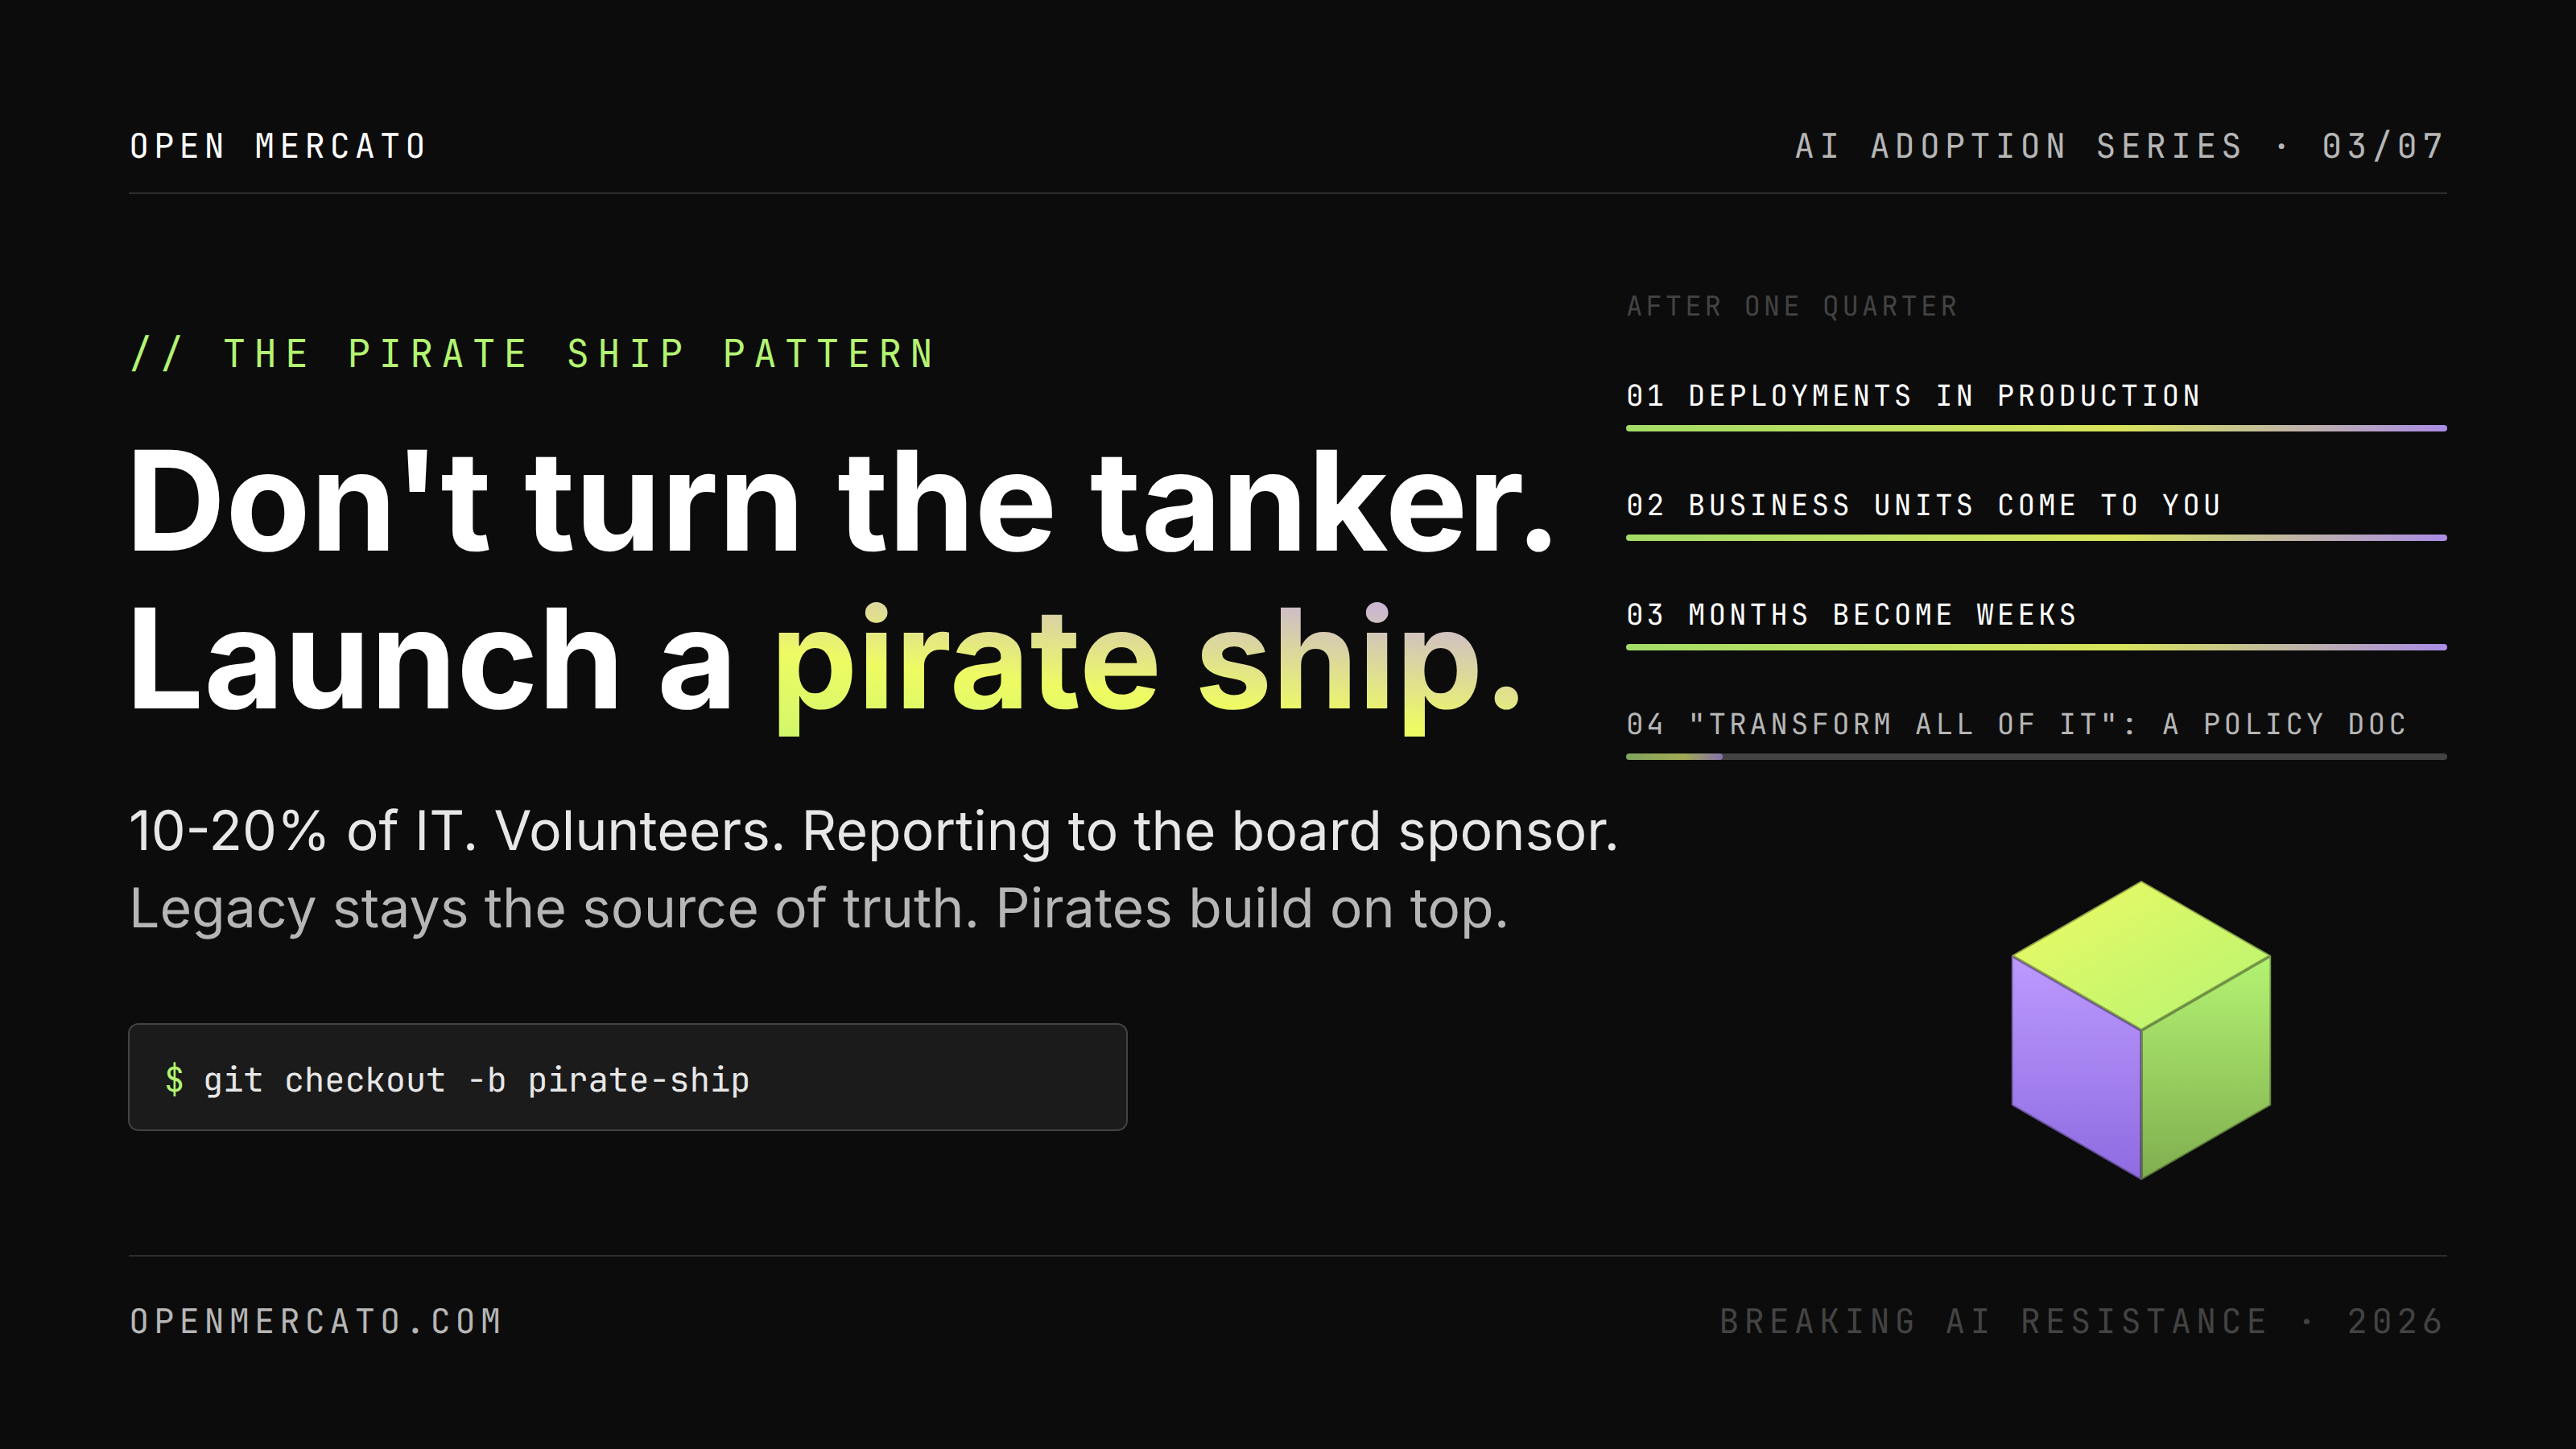 OPEN MERCATO
AI ADOPTION SERIES · 03/07
// THE PIRATE SHIP PATTERN
Don't turn the tanker.
Launch a pirate ship.
10-20% of IT. Volunteers. Reporting to the board sponsor.
Legacy stays the source of truth. Pirates build on top.
$ git checkout -b pirate-ship
AFTER ONE QUARTER
01 DEPLOYMENTS IN PRODUCTION
02 BUSINESS UNITS COME TO YOU
03 MONTHS BECOME WEEKS
04 "TRANSFORM ALL OF IT": A POLICY DOC
OPENMERCATO.COM
BREAKING AI RESISTANCE · 2026